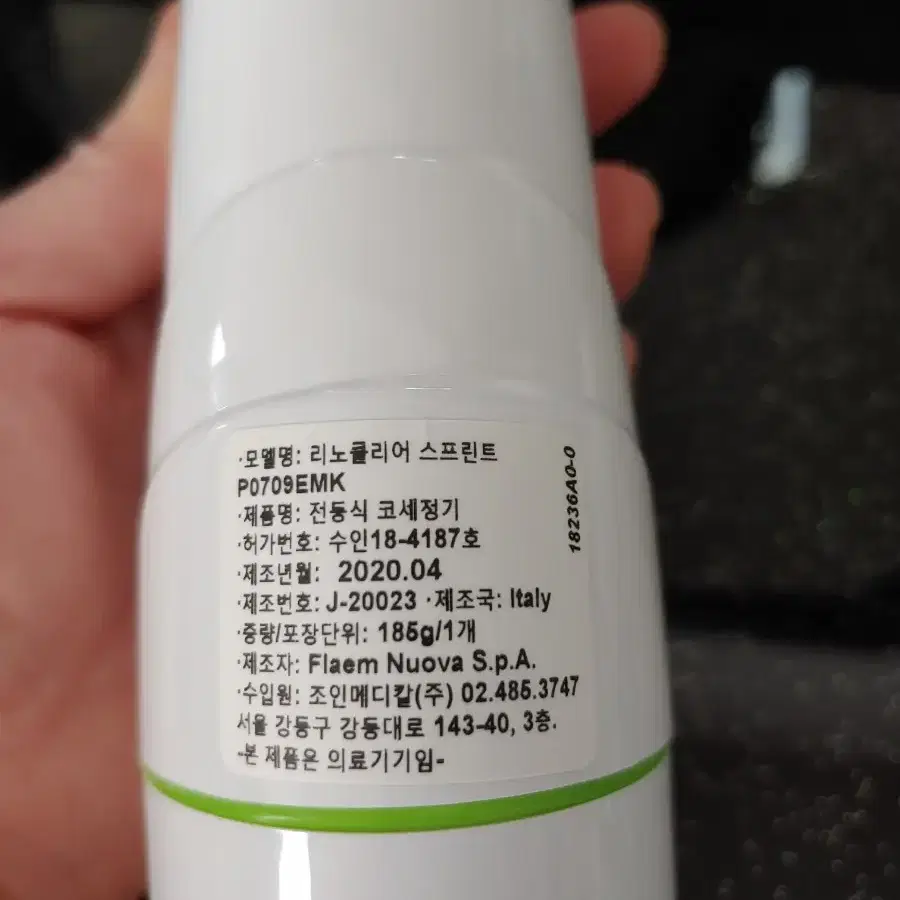 ·모델명: 리노클리어 스프린트
P0709EMK
·제품명: 전동식 코세정기
·허가번호: 수인18-4187호
·제조년월: 2020.04
·제조번호: J-20023 ·제조국: Italy
·중량/포장단위: 185g/1개
·제조자: Flaem Nuova S.p.A.
·수입원: 조인메디칼(주) 02.485.3747
서울 강동구 강동대로 143-40, 3층.
-본 제품은 의료기기임-
18236A0-0